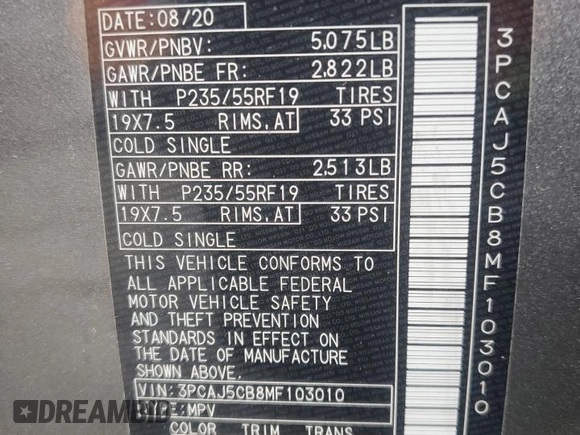 DATE: 08/20
GVWR/PNBV: 5,075LB
GAWR/PNBE FR: 2,822LB
WITH P235/55RF19 TIRES
19X7.5 RIMS, AT 33 PSI
COLD SINGLE
GAWR/PNBE RR: 2,513LB
WITH P235/55RF19 TIRES
19X7.5 RIMS, AT 33 PSI
COLD SINGLE
THIS VEHICLE CONFORMS TO
ALL APPLICABLE FEDERAL
MOTOR VEHICLE SAFETY
AND THEFT PREVENTION
STANDARDS IN EFFECT ON
THE DATE OF MANUFACTURE
SHOWN ABOVE.
VIN: 3PCAJ5CB8MF103010
TYPE: MPV
COLOR TRIM TRANS
3PCAJ5CB8MF103010
DREAMBID